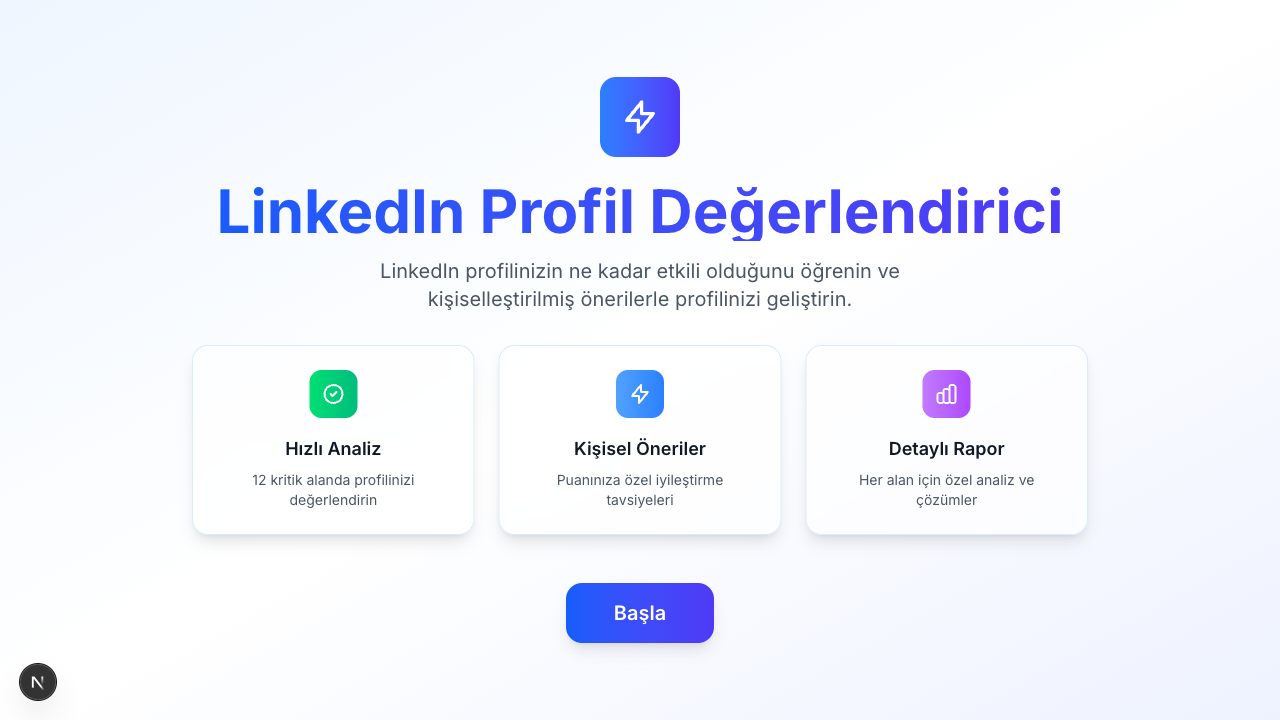 LinkedIn Profil Değerlendirici
LinkedIn profilinizin ne kadar etkili olduğunu öğrenin ve
kişiselleştirilmiş önerilerle profilinizi geliştirin.
Hızlı Analiz
12 kritik alanda profilinizi
değerlendirin
Kişisel Öneriler
Puanınıza özel iyileştirme
tavsiyeleri
Detaylı Rapor
Her alan için özel analiz ve
çözümler
Başla
N